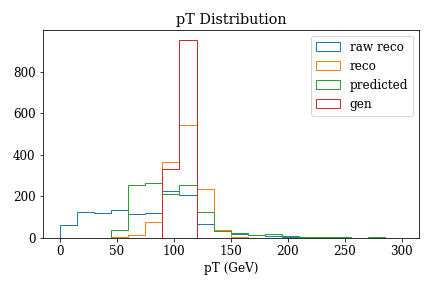 pT Distribution
raw reco
reco
predicted
gen
800
600
400
200
0
0 50 100 150 200 250 300
pT (GeV)